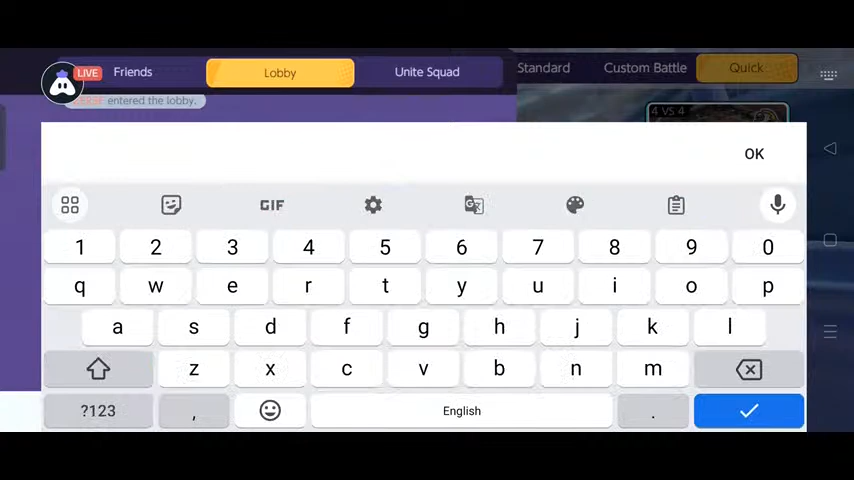 LIVE Friends Lobby Unite Squad Standard Custom Battle Quick
entered the lobby.
4 VS 4
OK
GIF
1 2 3 4 5 6 7 8 9 0
q w e r t y u i o p
a s d f g h j k l
z x c v b n m
?123 , English .